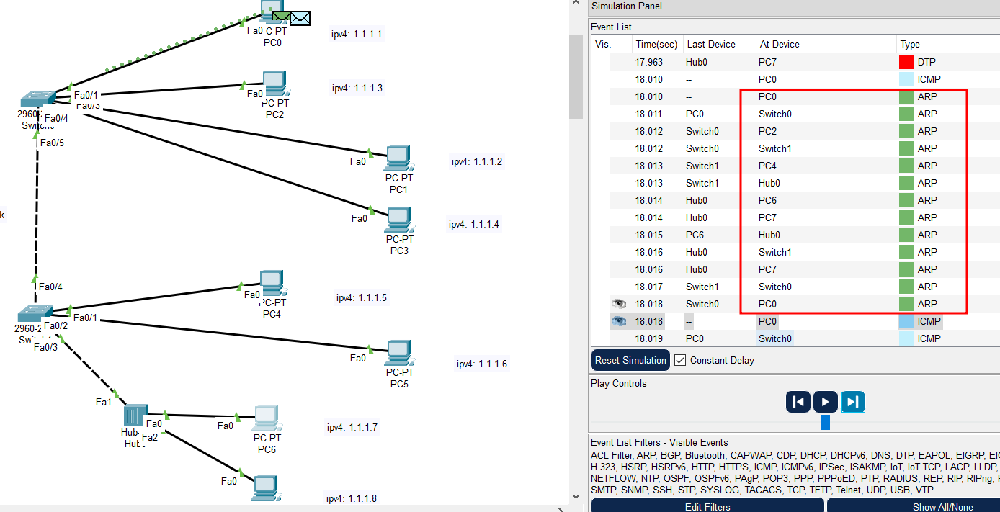 Simulation Panel
Event List
Vis. Time(sec) Last Device At Device Type
17.963 Hub0 PC7 DTP
18.010 -- PC0 ICMP
18.010 -- PC0 ARP
18.011 PC0 Switch0 ARP
18.012 Switch0 PC2 ARP
18.012 Switch0 Switch1 ARP
18.013 Switch1 PC4 ARP
18.013 Switch1 Hub0 ARP
18.014 Hub0 PC6 ARP
18.014 Hub0 PC7 ARP
18.015 PC6 Hub0 ARP
18.016 Hub0 Switch1 ARP
18.016 Hub0 PC7 ARP
18.017 Switch1 Switch0 ARP
18.018 Switch0 PC0 ARP
18.018 -- PC0 ICMP
18.019 PC0 Switch0 ICMP
Reset Simulation Constant Delay
Play Controls
Event List Filters - Visible Events
ACL Filter, ARP, BGP, Bluetooth, CAPWAP, CDP, DHCP, DHCPv6, DNS, DTP, EAPOL, EIGRP,
H.323, HSRP, HSRPv6, HTTP, HTTPS, ICMP, ICMPv6, IPSec, ISAKMP, IoT, IoT TCP, LACP, LLDP,
NETFLOW, NTP, OSPF, OSPFv6, PAgP, POP3, PPP, PPPoED, PTP, RADIUS, REP, RIP, RIPng,
SMTP, SNMP, SSH, STP, SYSLOG, TACACS, TCP, TFTP, Telnet, UDP, USB, VTP
Edit Filters Show All/None
Fa0 C-PT
PC0
ipv4: 1.1.1.1
Fa0
PC-PT
PC2
ipv4: 1.1.1.3
Fa0/1
Fa0/3
Fa0/4
Fa0/5
2960-
Fa0
PC-PT
PC1
ipv4: 1.1.1.2
k
Fa0
PC-PT
PC3
ipv4: 1.1.1.4
Fa0/4
Fa0
PC-PT
PC4
ipv4: 1.1.1.5
Fa0/1
Fa0/2
2960-2
Fa0/3
Fa0
PC-PT
PC5
ipv4: 1.1.1.6
Fa1
Fa0
Fa2
Hub-
Fa0
PC-PT
PC6
ipv4: 1.1.1.7
Fa0
ipv4: 1.1.1.8